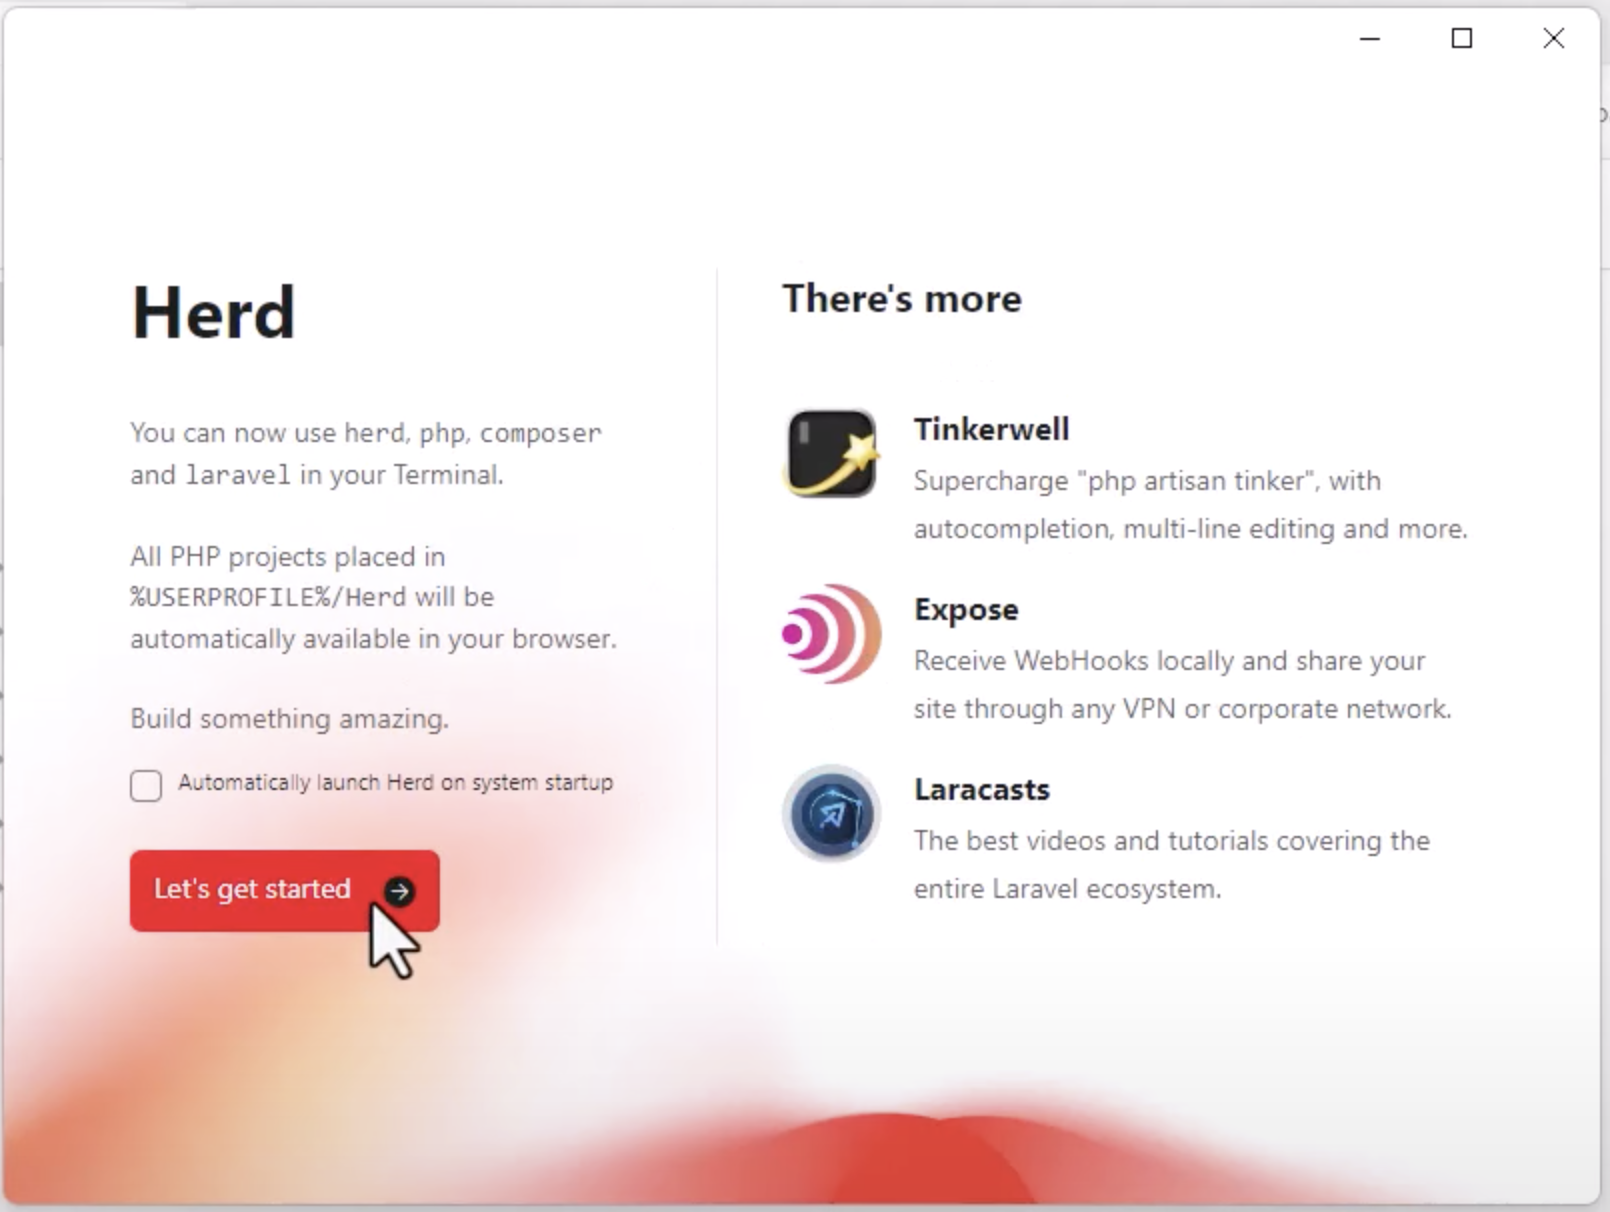 Herd
You can now use herd, php, composer
and laravel in your Terminal.
All PHP projects placed in
%USERPROFILE%/Herd will be
automatically available in your browser.
Build something amazing.
Automatically launch Herd on system startup
Let's get started
There's more
Tinkerwell
Supercharge "php artisan tinker", with
autocompletion, multi-line editing and more.
Expose
Receive WebHooks locally and share your
site through any VPN or corporate network.
Laracasts
The best videos and tutorials covering the
entire Laravel ecosystem.